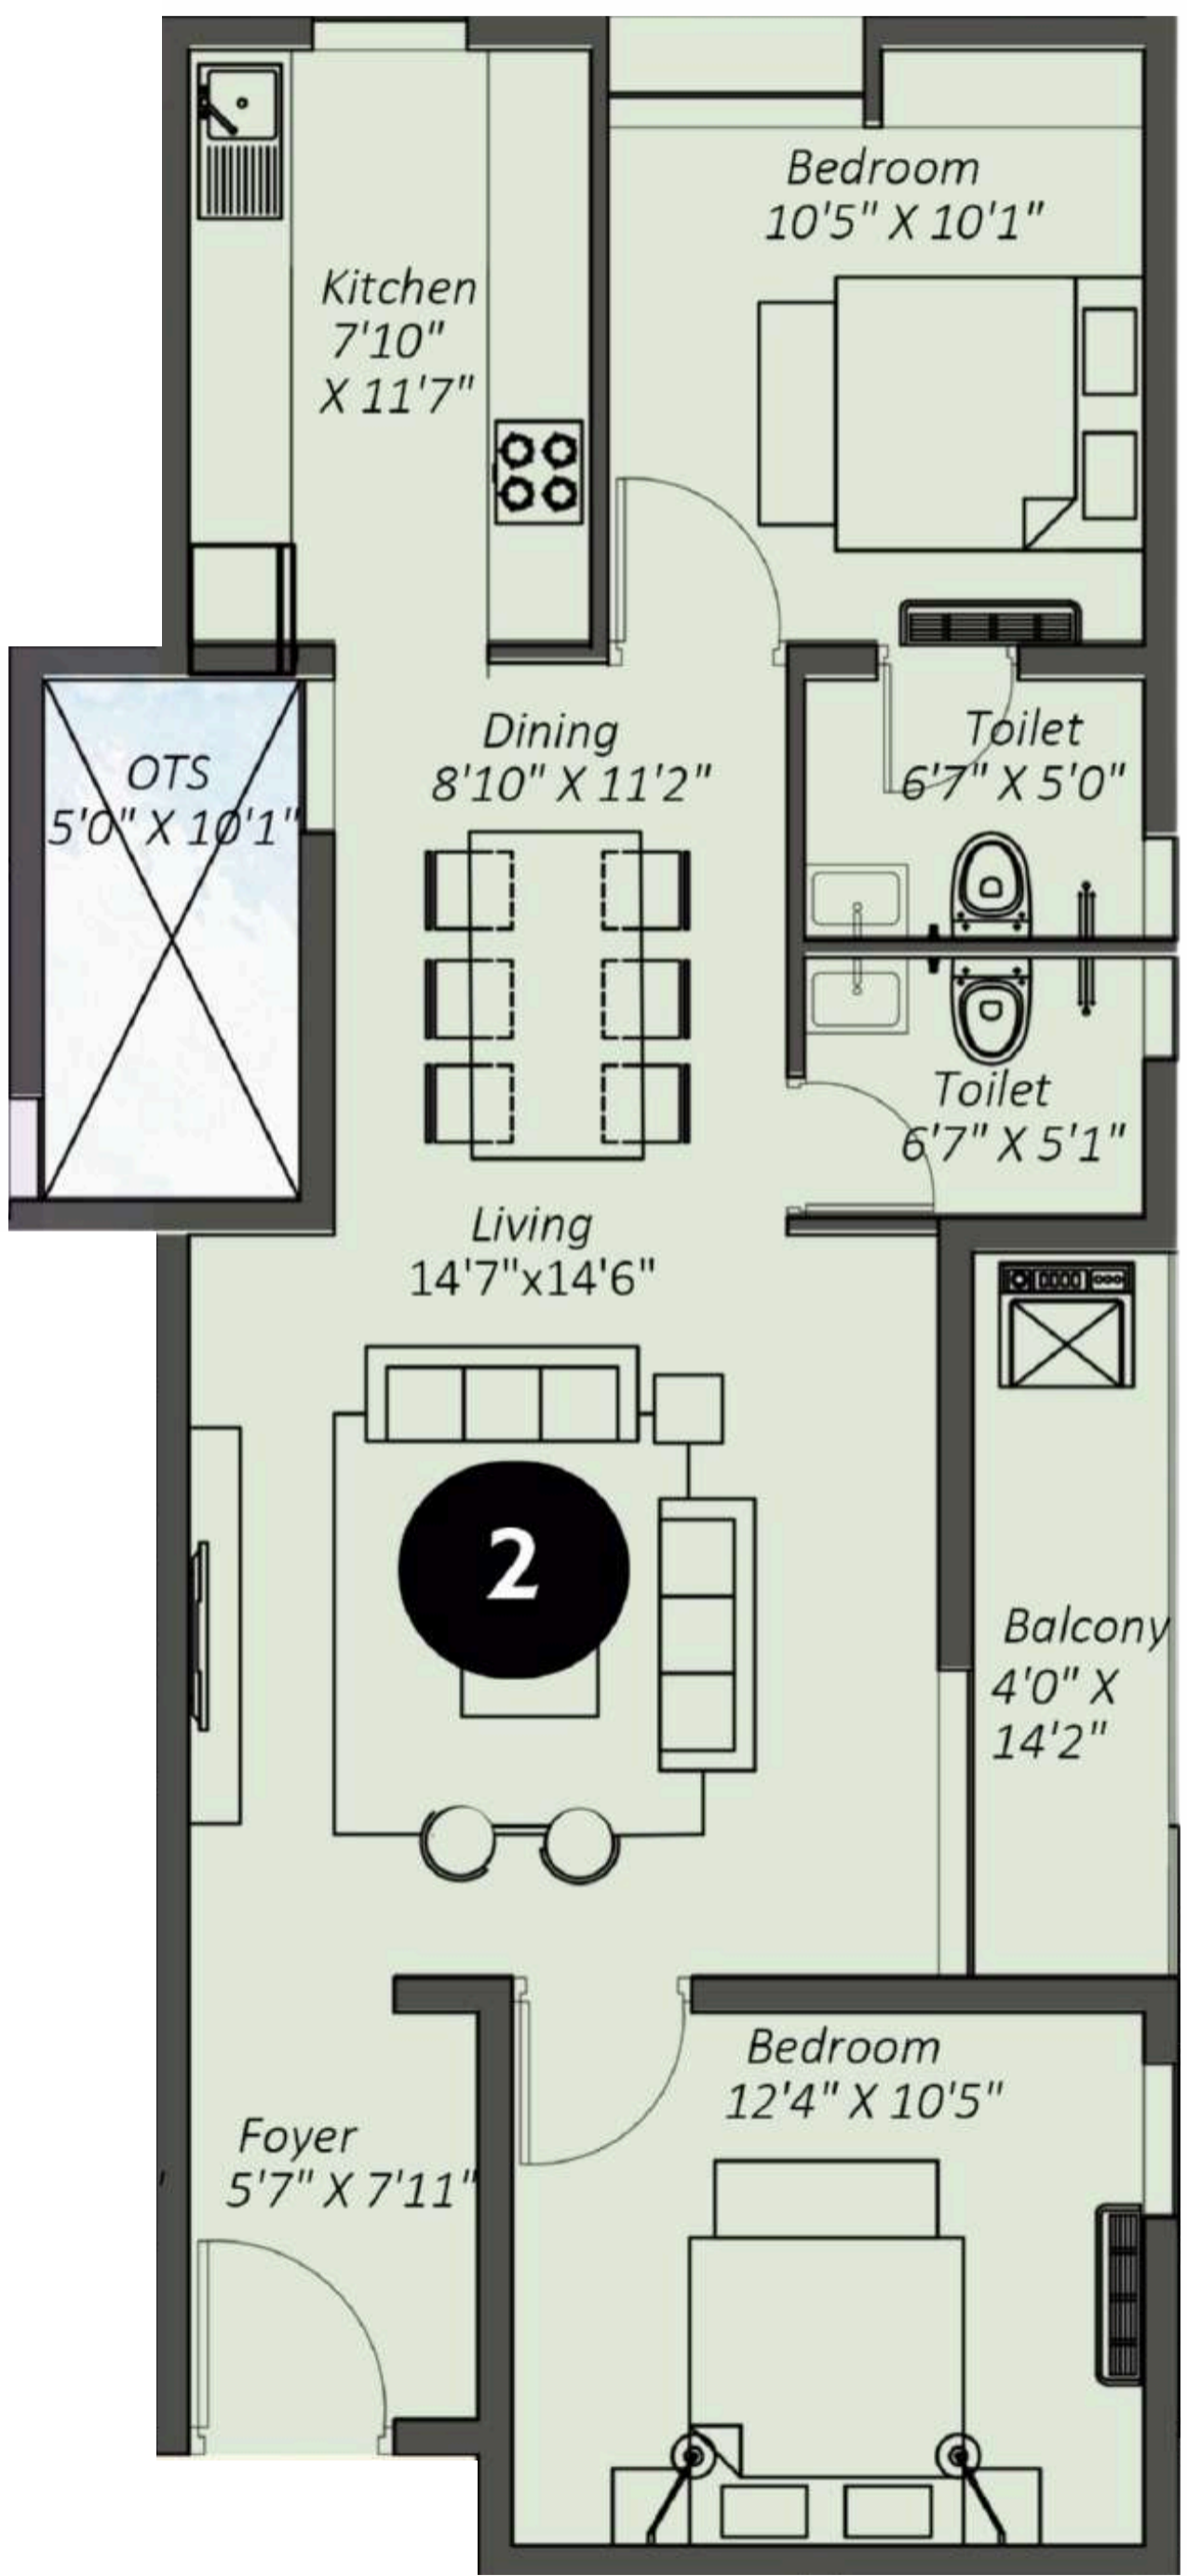 Bedroom
10'5" X 10'1"
Kitchen
7'10"
X 11'7"
Dining
8'10" X 11'2"
Toilet
6'7" X 5'0"
OTS
5'0" X 10'1"
Toilet
6'7" X 5'1"
Living
14'7"x14'6"
2
Balcony
4'0" X
14'2"
Bedroom
12'4" X 10'5"
Foyer
5'7" X 7'11"